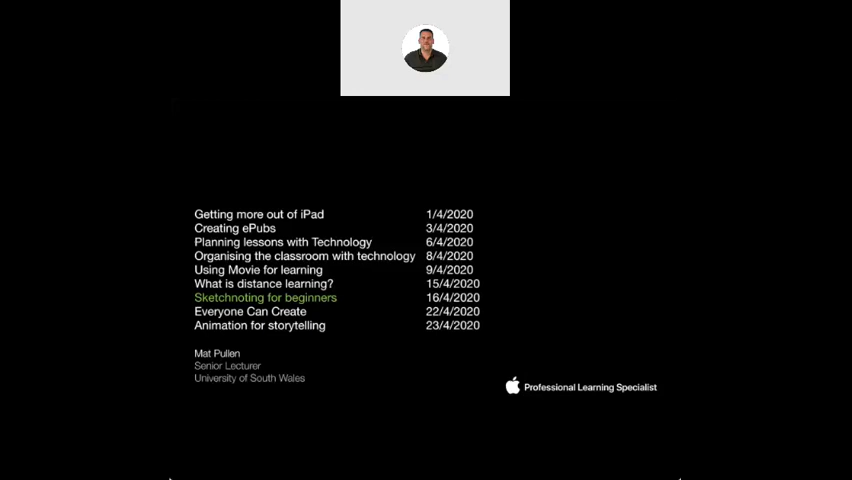 Getting more out of iPad 1/4/2020
Creating ePubs 3/4/2020
Planning lessons with Technology 6/4/2020
Organising the classroom with technology 8/4/2020
Using Movie for learning 9/4/2020
What is distance learning? 15/4/2020
Sketchnoting for beginners 16/4/2020
Everyone Can Create 22/4/2020
Animation for storytelling 23/4/2020
Mat Pullen
Senior Lecturer
University of South Wales
Professional Learning Specialist